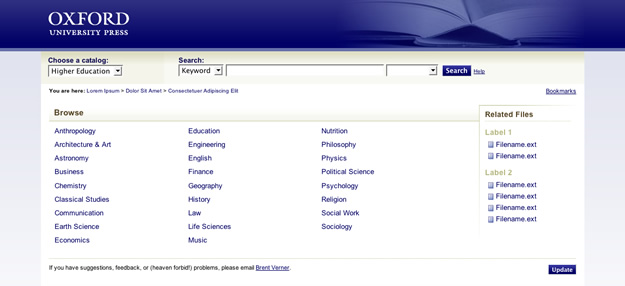 OXFORD
UNIVERSITY PRESS
Choose a catalog:
Higher Education
Search:
Keyword
Search
Help
You are here: Lorem Ipsum > Dolor Sit Amet > Consectetuer Adipiscing Elit
Bookmarks
Browse
Anthropology
Architecture & Art
Astronomy
Business
Chemistry
Classical Studies
Communication
Earth Science
Economics
Education
Engineering
English
Finance
Geography
History
Law
Life Sciences
Music
Nutrition
Philosophy
Physics
Political Science
Psychology
Religion
Social Work
Sociology
Related Files
Label 1
Filename.ext
Filename.ext
Label 2
Filename.ext
Filename.ext
Filename.ext
Filename.ext
If you have suggestions, feedback, or (heaven forbid!) problems, please email Brent Verner.
Update